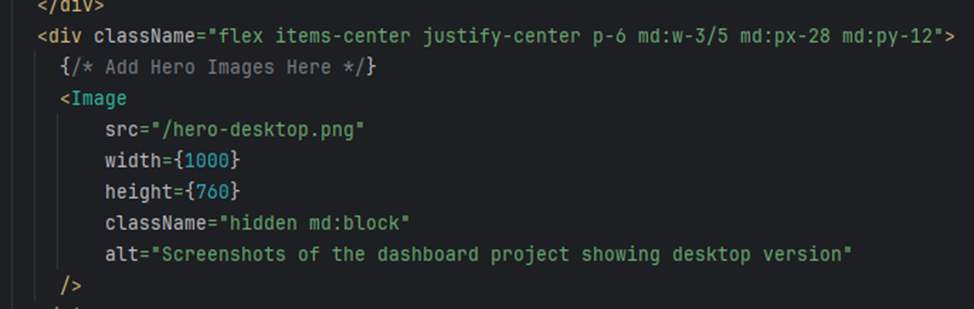 </div>
<div className="flex items-center justify-center p-6 md:w-3/5 md:px-28 md:py-12">
{/* Add Hero Images Here */}
<Image
src="/hero-desktop.png"
width={1000}
height={760}
className="hidden md:block"
alt="Screenshots of the dashboard project showing desktop version"
/>